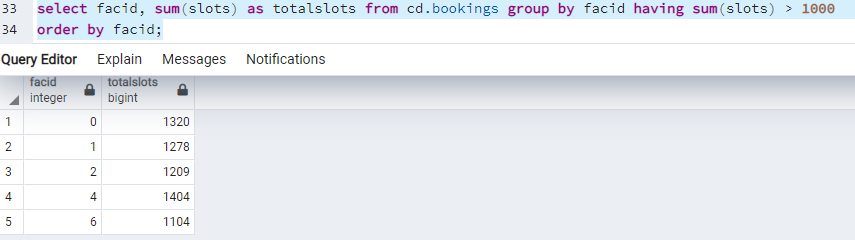 33 select facid, sum(slots) as totalslots from cd.bookings group by facid having sum(slots) > 1000
34 order by facid;
Query Editor Explain Messages Notifications
facid totalslots
integer bigint
1 0 1320
2 1 1278
3 2 1209
4 4 1404
5 6 1104